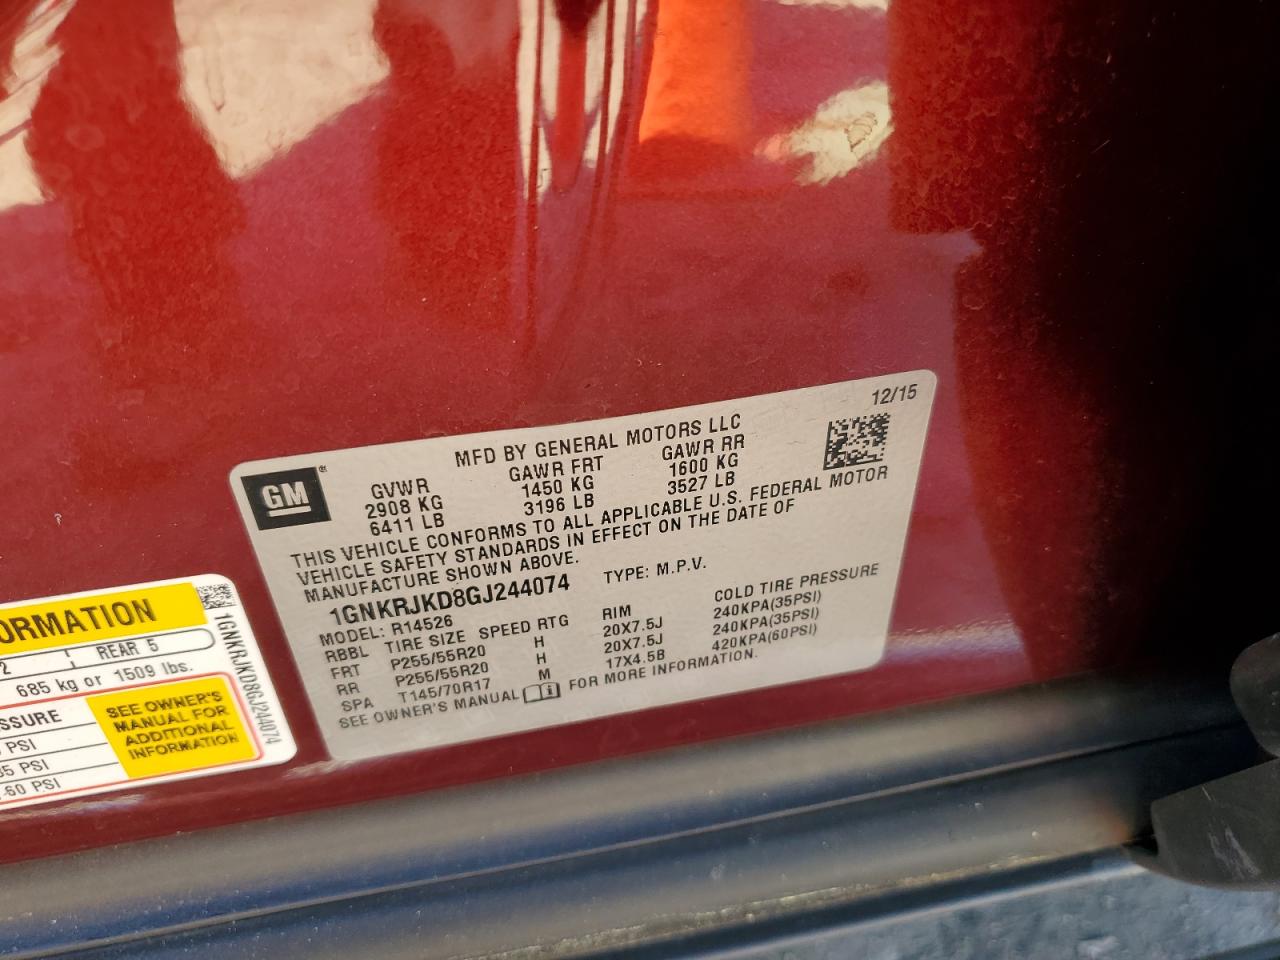 12/15
MFD BY GENERAL MOTORS LLC
GM
GVWR GAWR FRT GAWR RR
2908 KG 1450 KG 1600 KG
6411 LB 3196 LB 3527 LB
THIS VEHICLE CONFORMS TO ALL APPLICABLE U.S. FEDERAL MOTOR
VEHICLE SAFETY STANDARDS IN EFFECT ON THE DATE OF
MANUFACTURE SHOWN ABOVE.
1GNKRJKD8GJ244074 TYPE: M.P.V.
MODEL: R14526
RBBL TIRE SIZE SPEED RTG RIM COLD TIRE PRESSURE
FRT P255/55R20 H 20X7.5J 240KPA(35PSI)
RR P255/55R20 H 20X7.5J 240KPA(35PSI)
SPA T145/70R17 M 17X4.5B 420KPA(60PSI)
SEE OWNER'S MANUAL FOR MORE INFORMATION.
ORMATION
2 REAR 5
685 kg or 1509 lbs.
SSURE
PSI
35 PSI
60 PSI
SEE OWNER'S
MANUAL FOR
ADDITIONAL
INFORMATION
1GNKRJKD8GJ244074